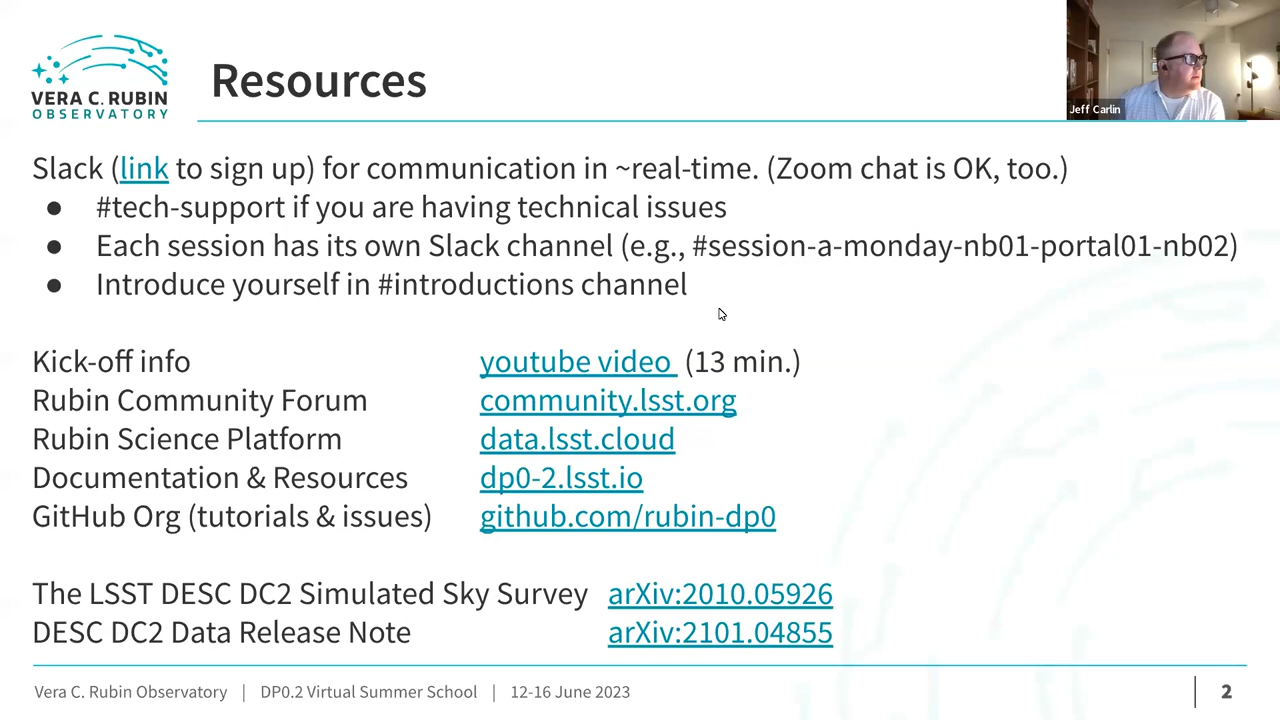 VERA C. RUBIN
OBSERVATORY
Resources
Jeff Carlin
Slack (link to sign up) for communication in ~real-time. (Zoom chat is OK, too.)
● #tech-support if you are having technical issues
● Each session has its own Slack channel (e.g., #session-a-monday-nb01-portal01-nb02)
● Introduce yourself in #introductions channel
Kick-off info youtube video (13 min.)
Rubin Community Forum community.lsst.org
Rubin Science Platform data.lsst.cloud
Documentation & Resources dp0-2.lsst.io
GitHub Org (tutorials & issues) github.com/rubin-dp0
The LSST DESC DC2 Simulated Sky Survey arXiv:2010.05926
DESC DC2 Data Release Note arXiv:2101.04855
Vera C. Rubin Observatory | DP0.2 Virtual Summer School | 12-16 June 2023 | 2